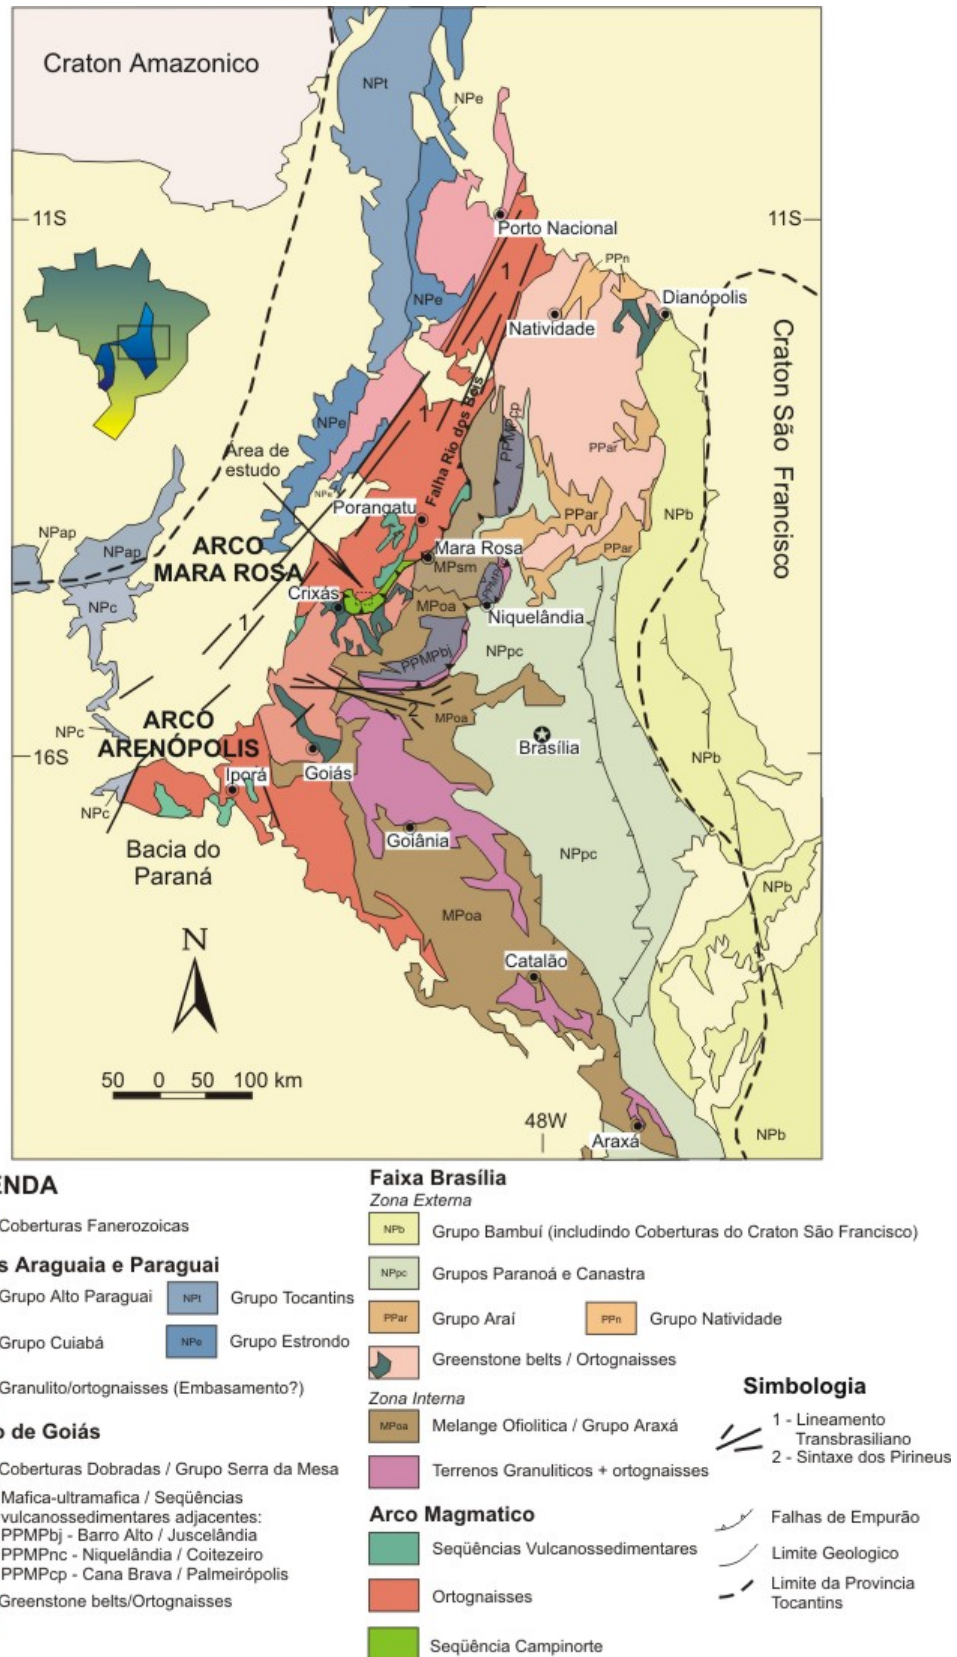 Craton Amazonico
NPt
NPe
11S
11S
Porto Nacional
1
PPn
NPe
Dianópolis
Natividade
Craton São Francisco
Falha Rio dos Bois
1
PPMPcp
NPe
PPar
Área de
estudo
NPe
Porangatu
PPar
NPb
NPap
NPap
ARCO
MARA ROSA
Mara Rosa
PPar
MPsm
Crixás
NPc
MPoa
Niquelândia
1
PPMPbj
NPpc
2
MPoa
ARCO
ARENÓPOLIS
NPc
Brasília
16S
NPb
Iporá
Goiás
NPc
Goiânia
Bacia do
Paraná
NPpc
NPb
MPoa
N
Catalão
50 0 50 100 km
48W
Araxá
NPb
ENDA
Coberturas Fanerozoicas
s Araguaia e Paraguai
Grupo Alto Paraguai
NPt
Grupo Tocantins
Grupo Cuiabá
NPe
Grupo Estrondo
Granulito/ortognaisses (Embasamento?)
o de Goiás
Coberturas Dobradas / Grupo Serra da Mesa
Mafica-ultramafica / Seqüências
vulcanossedimentares adjacentes:
PPMPbj - Barro Alto / Juscelândia
PPMPnc - Niquelândia / Coitezeiro
PPMPcp - Cana Brava / Palmeirópolis
Greenstone belts/Ortognaisses
Faixa Brasília
Zona Externa
NPb
Grupo Bambuí (includindo Coberturas do Craton São Francisco)
NPpc
Grupos Paranoá e Canastra
PPar
Grupo Araí
PPn
Grupo Natividade
Greenstone belts / Ortognaisses
Zona Interna
MPoa
Melange Ofiolitica / Grupo Araxá
Terrenos Granuliticos + ortognaisses
Arco Magmatico
Seqüências Vulcanossedimentares
Ortognaisses
Seqüência Campinorte
Simbologia
1 - Lineamento
Transbrasiliano
2 - Sintaxe dos Pirineus
Falhas de Empurão
Limite Geologico
Limite da Provincia
Tocantins